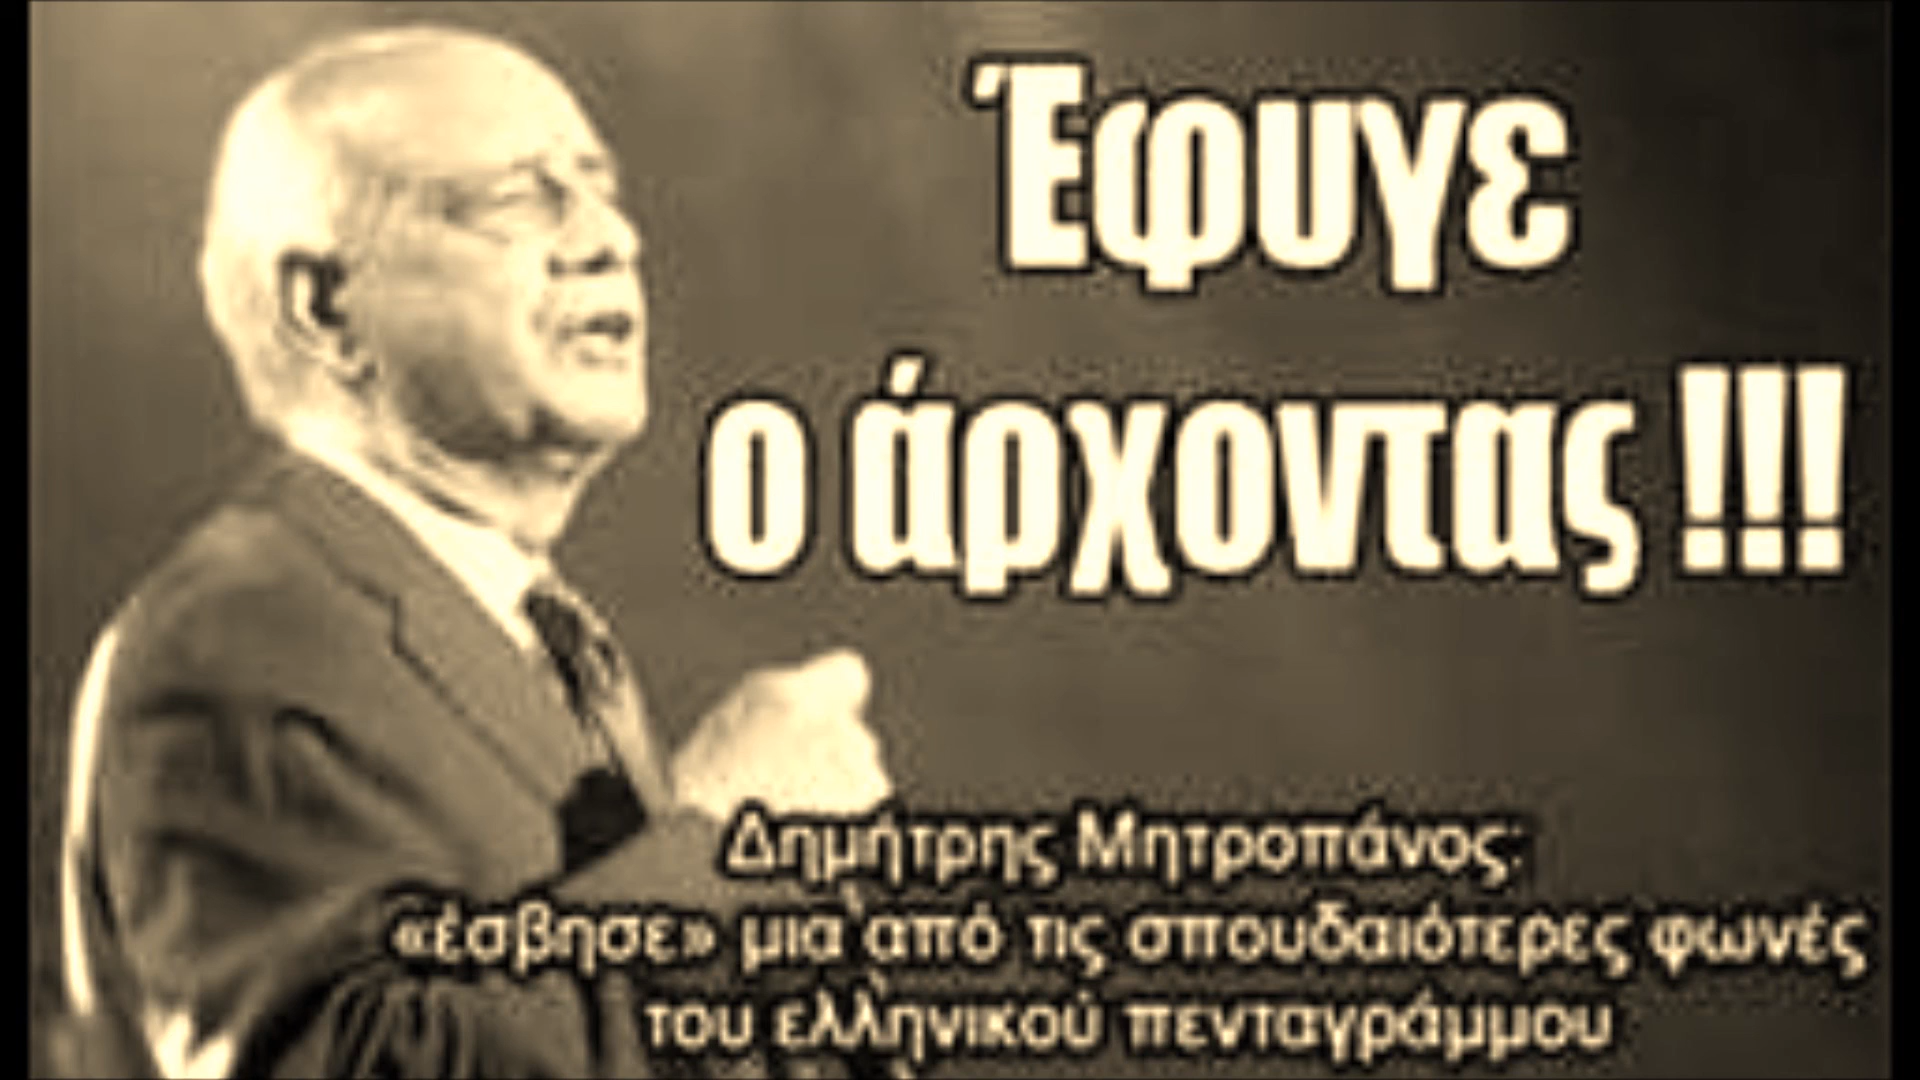 Έφυγε
ο άρχοντας !!!
Δημήτρης Μητροπάνος:
«έσβησε» μια από τις σπουδαιότερες φωνές
του ελληνικού πενταγράμμου